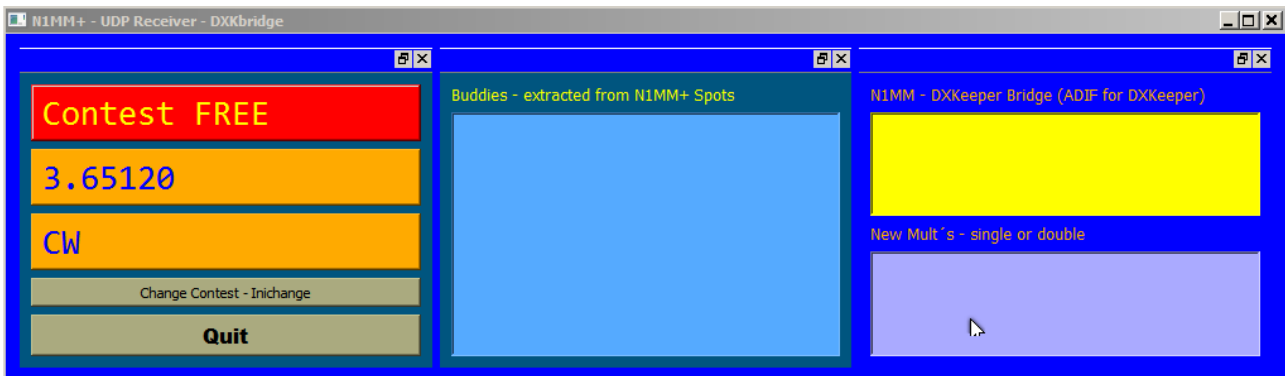 N1MM+ - UDP Receiver - DXKbridge
Contest FREE
3.65120
CW
Change Contest - Inichange
Quit
Buddies - extracted from N1MM+ Spots
N1MM - DXKeeper Bridge (ADIF for DXKeeper)
New Mult´s - single or double